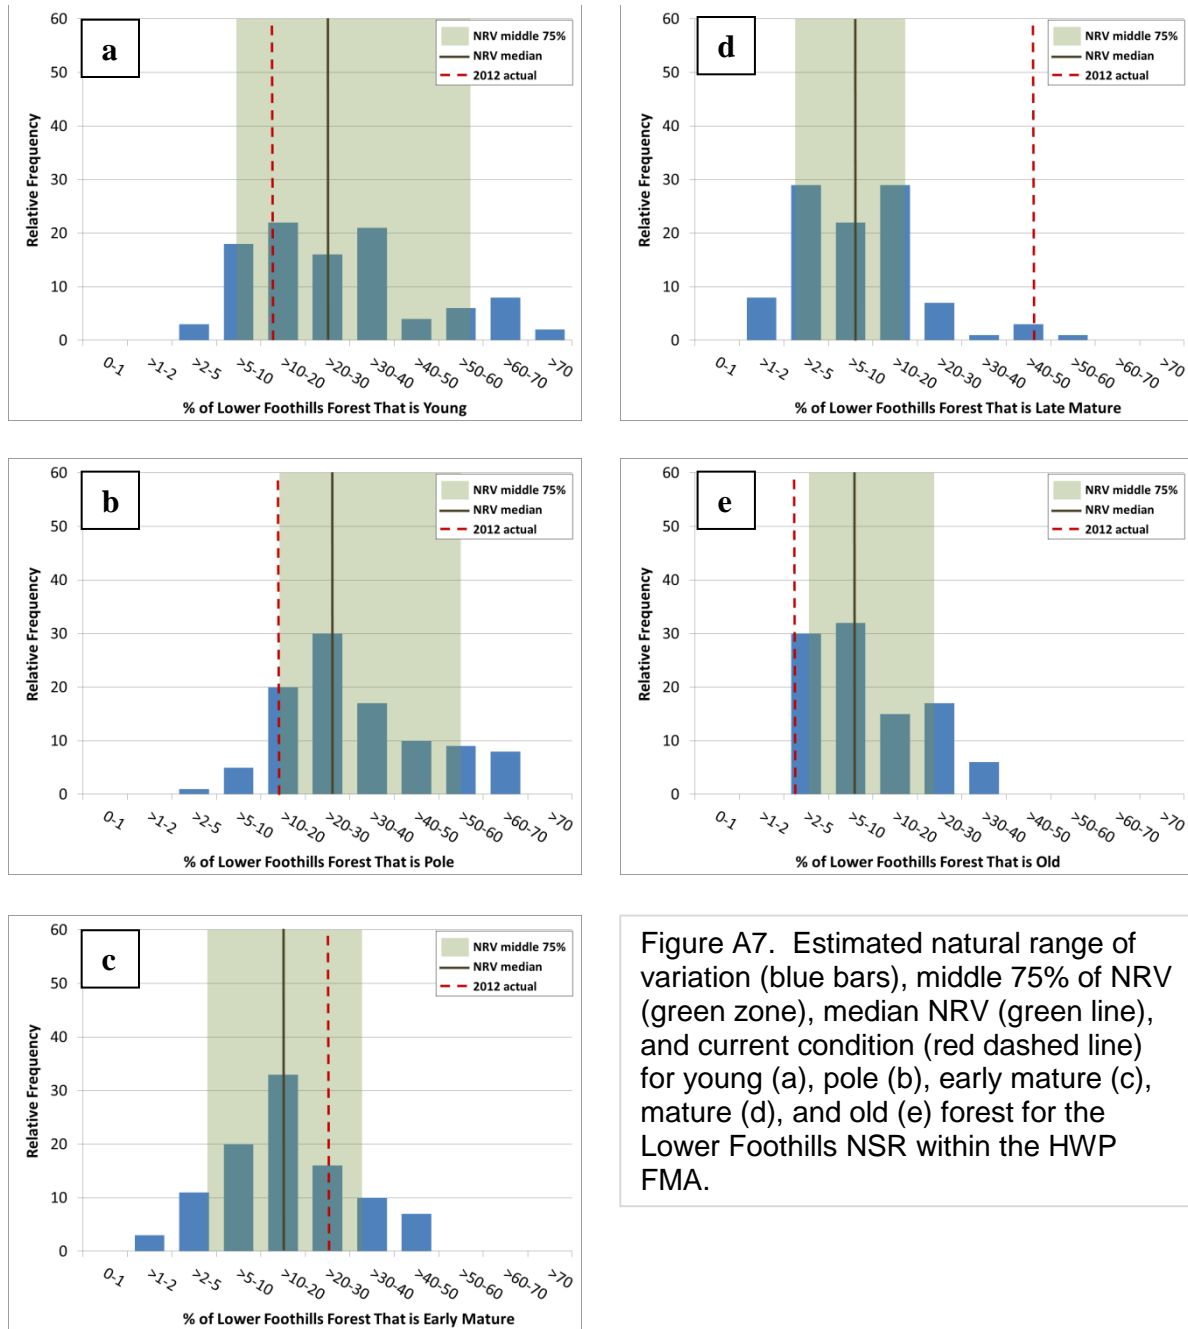 a
NRV middle 75%
NRV median
2012 actual
60
50
40
30
20
10
0
Relative Frequency
0-1 >1-2 >2-5 >5-10 >10-20 >20-30 >30-40 >40-50 >50-60 >60-70 >70
% of Lower Foothills Forest That is Young
d
NRV middle 75%
NRV median
2012 actual
60
50
40
30
20
10
0
Relative Frequency
0-1 >1-2 >2-5 >5-10 >10-20 >20-30 >30-40 >40-50 >50-60 >60-70 >70
% of Lower Foothills Forest That is Late Mature
b
NRV middle 75%
NRV median
2012 actual
60
50
40
30
20
10
0
Relative Frequency
0-1 >1-2 >2-5 >5-10 >10-20 >20-30 >30-40 >40-50 >50-60 >60-70 >70
% of Lower Foothills Forest That is Pole
e
NRV middle 75%
NRV median
2012 actual
60
50
40
30
20
10
0
Relative Frequency
0-1 >1-2 >2-5 >5-10 >10-20 >20-30 >30-40 >40-50 >50-60 >60-70 >70
% of Lower Foothills Forest That is Old
c
NRV middle 75%
NRV median
2012 actual
60
50
40
30
20
10
0
Relative Frequency
0-1 >1-2 >2-5 >5-10 >10-20 >20-30 >30-40 >40-50 >50-60 >60-70 >70
% of Lower Foothills Forest That is Early Mature
Figure A7. Estimated natural range of
variation (blue bars), middle 75% of NRV
(green zone), median NRV (green line),
and current condition (red dashed line)
for young (a), pole (b), early mature (c),
mature (d), and old (e) forest for the
Lower Foothills NSR within the HWP
FMA.